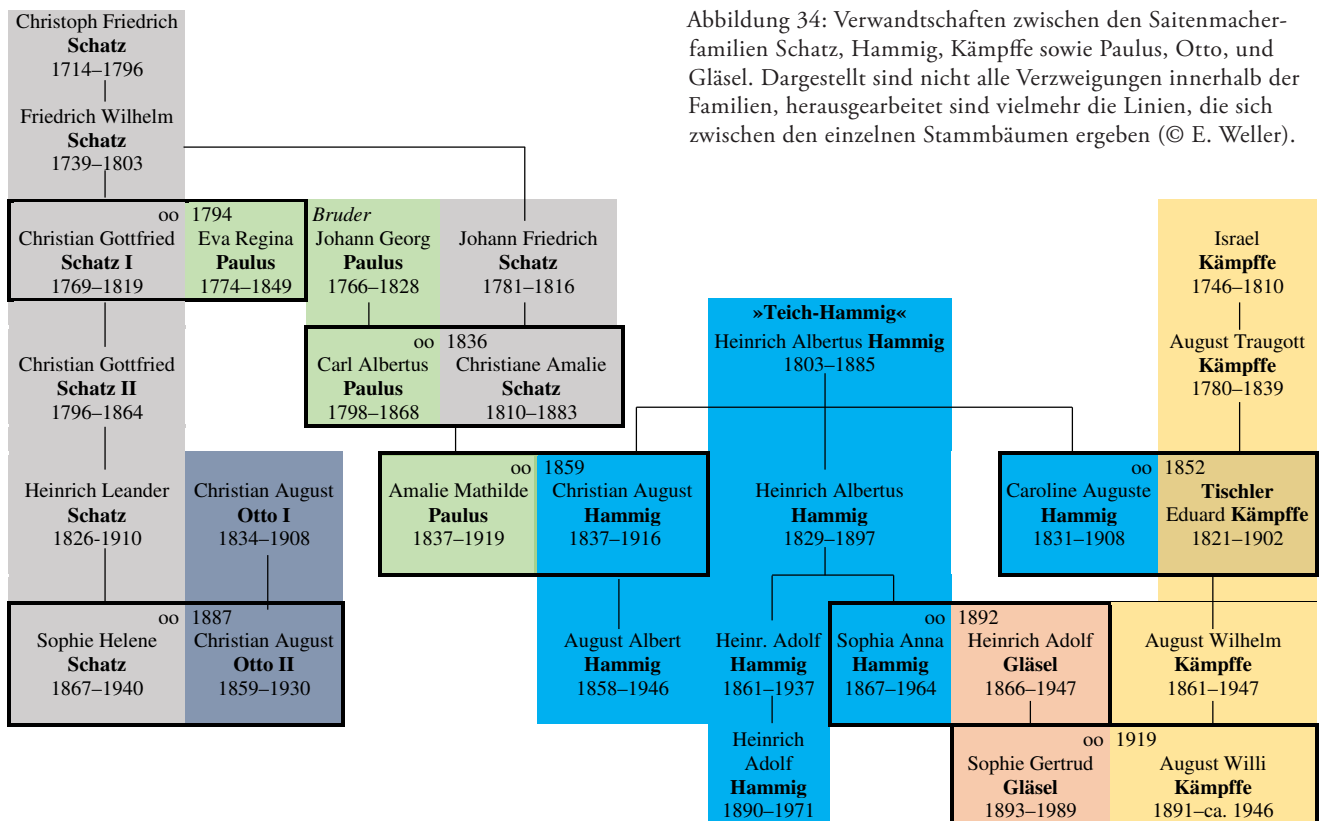 Christoph Friedrich
Schatz
1714–1796
Friedrich Wilhelm
Schatz
1739–1803
Abbildung 34: Verwandtschaften zwischen den Saitenmacher-
familien Schatz, Hammig, Kämpffe sowie Paulus, Otto, und
Gläsel. Dargestellt sind nicht alle Verzweigungen innerhalb der
Familien, herausgearbeitet sind vielmehr die Linien, die sich
zwischen den einzelnen Stammbäumen ergeben (© E. Weller).
oo 1794
Christian Gottfried
Schatz I
1769–1819
Eva Regina
Paulus
1774–1849
Bruder
Johann Georg
Paulus
1766–1828
Johann Friedrich
Schatz
1781–1816
Israel
Kämpffe
1746–1810
Christian Gottfried
Schatz II
1796–1864
oo 1836
Carl Albertus
Paulus
1798–1868
Christiane Amalie
Schatz
1810–1883
»Teich-Hammig«
Heinrich Albertus Hammig
1803–1885
August Traugott
Kämpffe
1780–1839
Heinrich Leander
Schatz
1826-1910
Christian August
Otto I
1834–1908
oo 1859
Amalie Mathilde
Paulus
1837–1919
Christian August
Hammig
1837–1916
Heinrich Albertus
Hammig
1829–1897
oo 1852
Caroline Auguste
Hammig
1831–1908
Tischler
Eduard Kämpffe
1821–1902
oo 1887
Sophie Helene
Schatz
1867–1940
Christian August
Otto II
1859–1930
August Albert
Hammig
1858–1946
Heinr. Adolf
Hammig
1861–1937
oo 1892
Sophia Anna
Hammig
1867–1964
Heinrich Adolf
Gläsel
1866–1947
August Wilhelm
Kämpffe
1861–1947
Heinrich
Adolf
Hammig
1890–1971
oo 1919
Sophie Gertrud
Gläsel
1893–1989
August Willi
Kämpffe
1891–ca. 1946